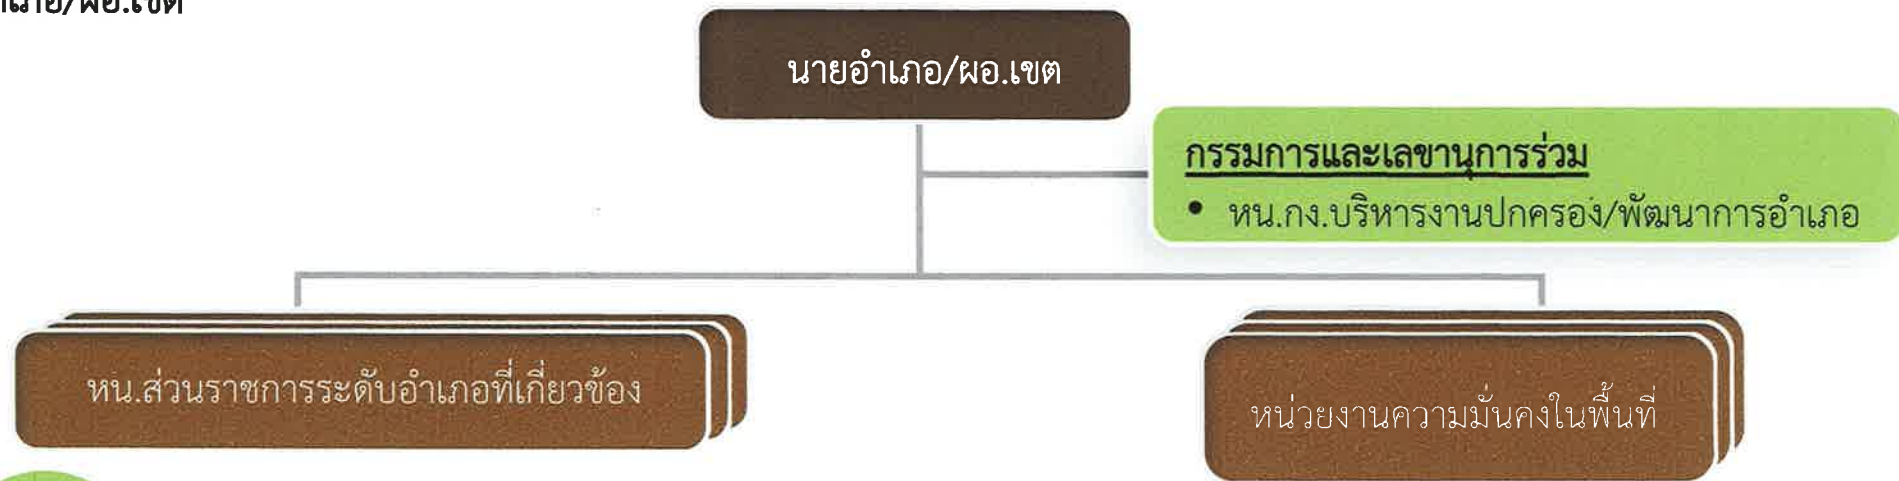 นายอำเภอ/ผอ.เขต
กรรมการและเลขานุการร่วม
• หน.กง.บริหารงานปกครอง/พัฒนาการอำเภอ
หน.ส่วนราชการระดับอำเภอที่เกี่ยวข้อง
หน่วยงานความมั่นคงในพื้นที่